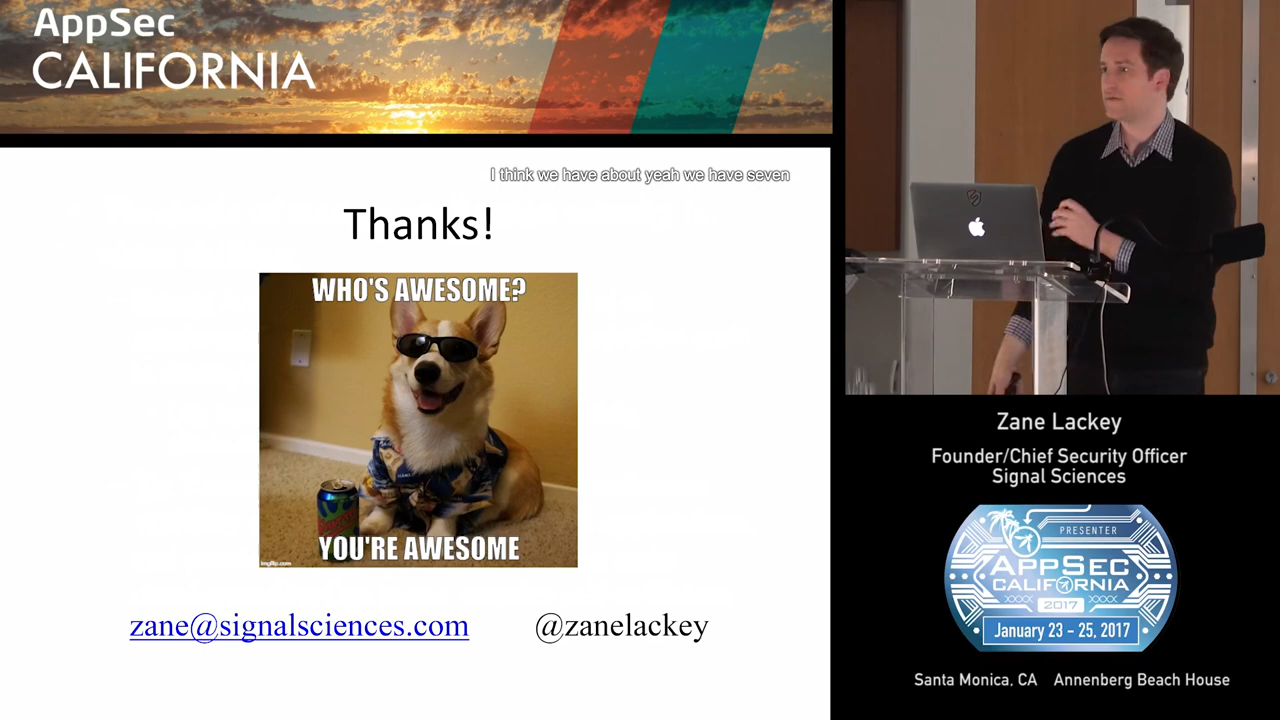 AppSec
CALIFORNIA
I think we have about yeah we have seven
Thanks!
WHO'S AWESOME?
YOU'RE AWESOME
imgflip.com
zane@signalsciences.com
@zanelackey
Zane Lackey
Founder/Chief Security Officer
Signal Sciences
PRESENTER
APPSEC
CALIFORNIA
2017
January 23 - 25, 2017
Santa Monica, CA Annenberg Beach House